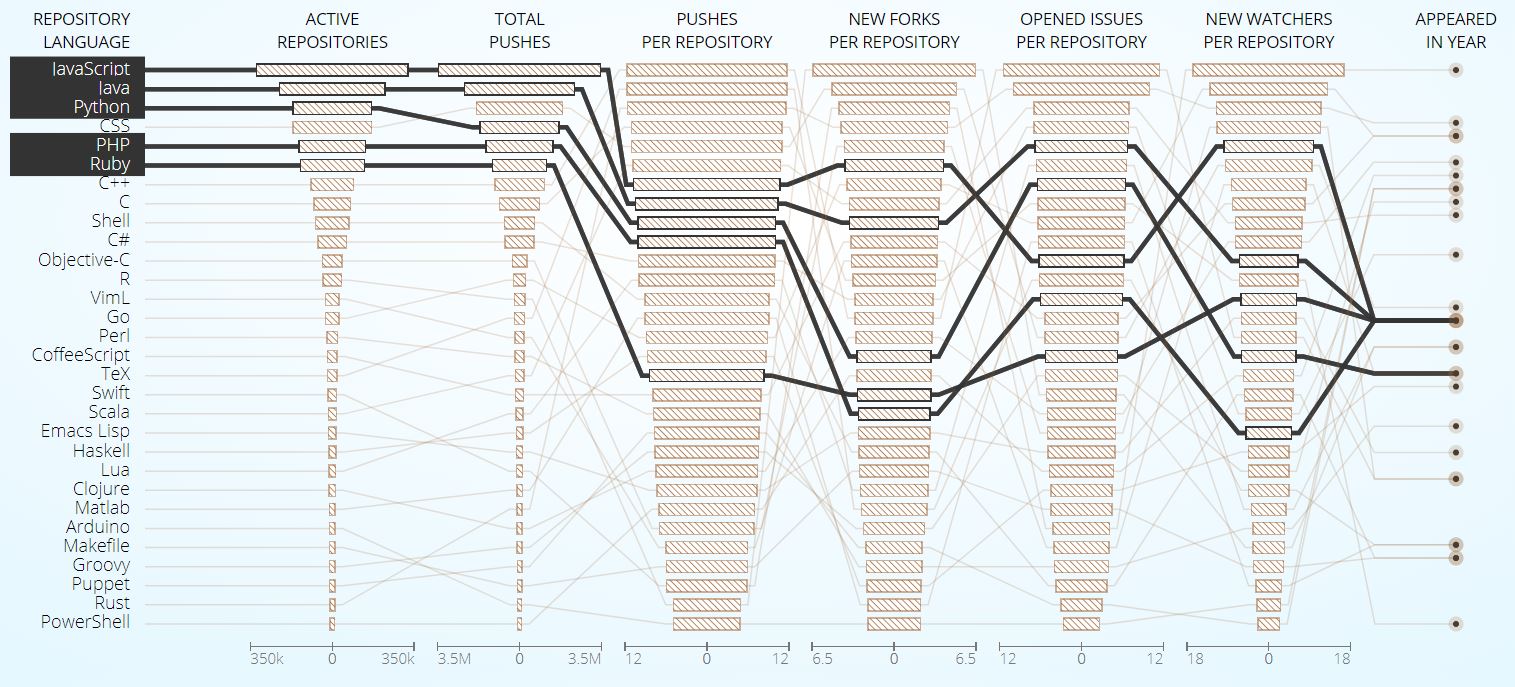 REPOSITORY LANGUAGE
ACTIVE REPOSITORIES
TOTAL PUSHES
PUSHES PER REPOSITORY
NEW FORKS PER REPOSITORY
OPENED ISSUES PER REPOSITORY
NEW WATCHERS PER REPOSITORY
APPEARED IN YEAR
JavaScript
Java
Python
CSS
PHP
Ruby
C++
C
Shell
C#
Objective-C
R
VimL
Go
Perl
CoffeeScript
TeX
Swift
Scala
Emacs Lisp
Haskell
Lua
Clojure
Matlab
Arduino
Makefile
Groovy
Puppet
Rust
PowerShell
350k 0 350k
3.5M 0 3.5M
12 0 12
6.5 0 6.5
12 0 12
18 0 18